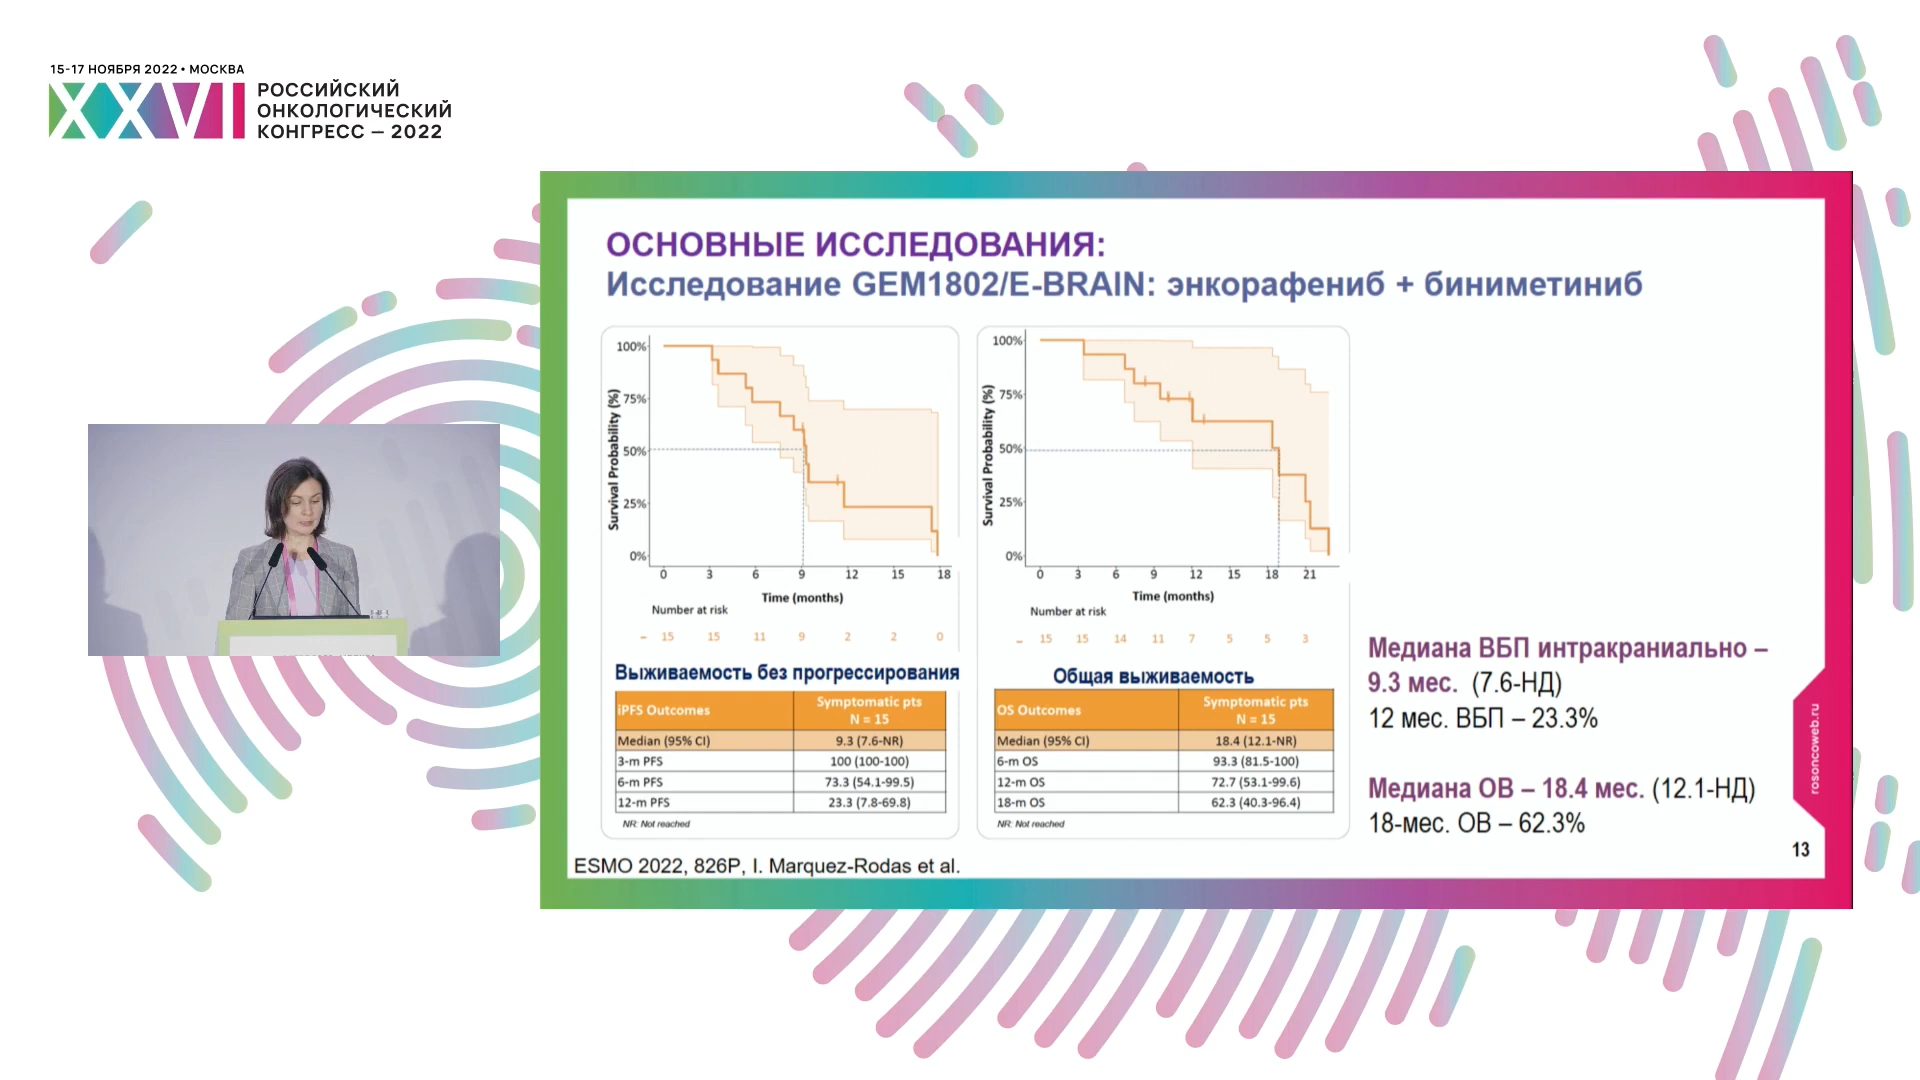 15-17 НОЯБРЯ 2022 • МОСКВА
XXVI
РОССИЙСКИЙ
ОНКОЛОГИЧЕСКИЙ
КОНГРЕСС – 2022
ОСНОВНЫЕ ИССЛЕДОВАНИЯ:
Исследование GEM1802/E-BRAIN: энкорафениб + биниметиниб
Survival Probability (%)
100%
75%
50%
25%
0%
0 3 6 9 12 15 18
Time (months)
Number at risk
– 15 15 11 9 2 2 0
Выживаемость без прогрессирования
iPFS Outcomes Symptomatic pts
N = 15
Median (95% CI) 9.3 (7.6-NR)
3-m PFS 100 (100-100)
6-m PFS 73.3 (54.1-99.5)
12-m PFS 23.3 (7.8-69.8)
NR: Not reached
Survival Probability (%)
100%
75%
50%
25%
0%
0 3 6 9 12 15 18 21
Time (months)
Number at risk
– 15 15 14 11 7 5 5 3
Общая выживаемость
OS Outcomes Symptomatic pts
N = 15
Median (95% CI) 18.4 (12.1-NR)
6-m OS 93.3 (81.5-100)
12-m OS 72.7 (53.1-99.6)
18-m OS 62.3 (40.3-96.4)
NR: Not reached
Медиана ВБП интракраниально –
9.3 мес. (7.6-НД)
12 мес. ВБП – 23.3%
Медиана ОВ – 18.4 мес. (12.1-НД)
18-мес. ОВ – 62.3%
rosoncoweb.ru
13
ESMO 2022, 826P, I. Marquez-Rodas et al.